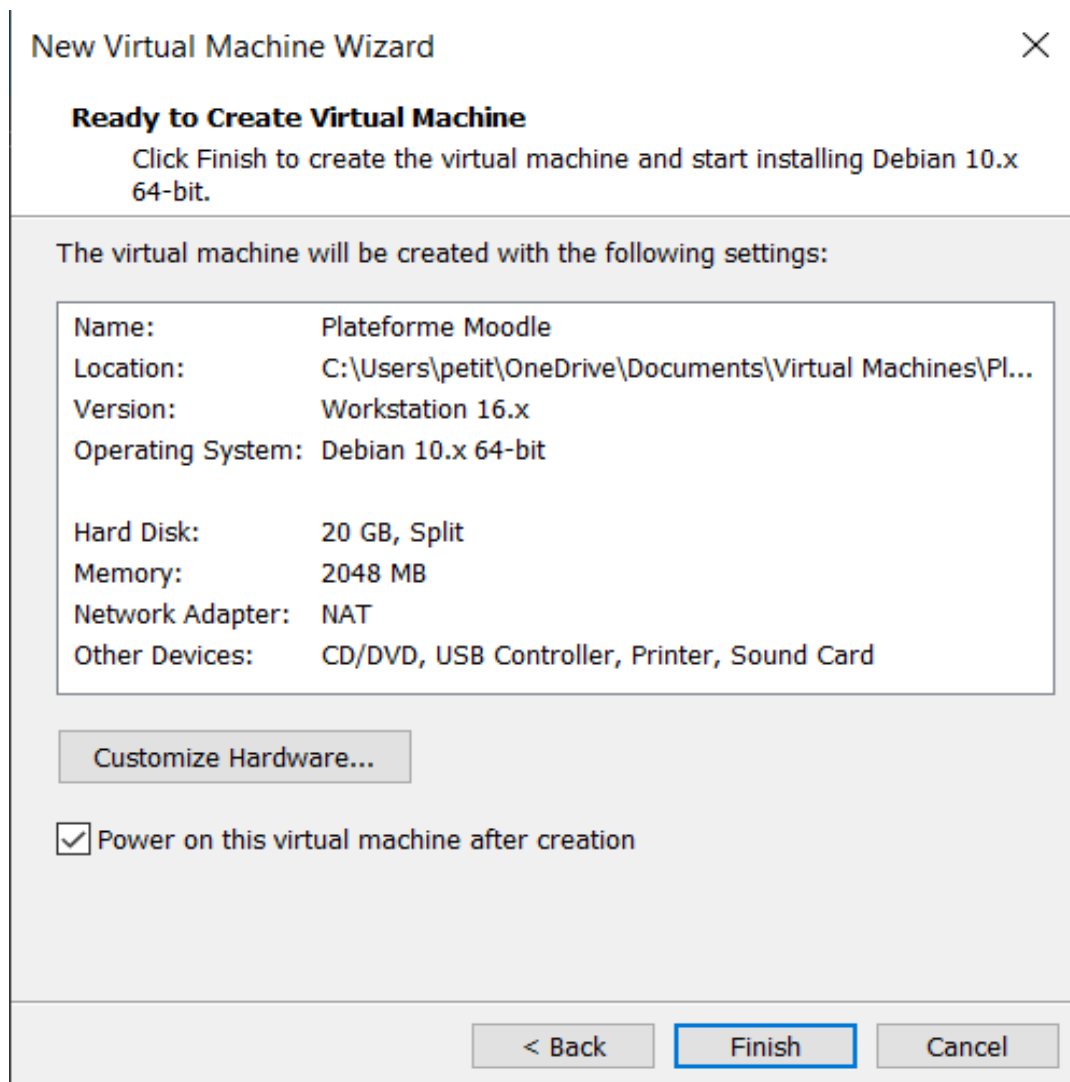 New Virtual Machine Wizard
Ready to Create Virtual Machine
Click Finish to create the virtual machine and start installing Debian 10.x
64-bit.
The virtual machine will be created with the following settings:
Name: Plateforme Moodle
Location: C:\Users\petit\OneDrive\Documents\Virtual Machines\Pl...
Version: Workstation 16.x
Operating System: Debian 10.x 64-bit
Hard Disk: 20 GB, Split
Memory: 2048 MB
Network Adapter: NAT
Other Devices: CD/DVD, USB Controller, Printer, Sound Card
Customize Hardware...
Power on this virtual machine after creation
< Back Finish Cancel